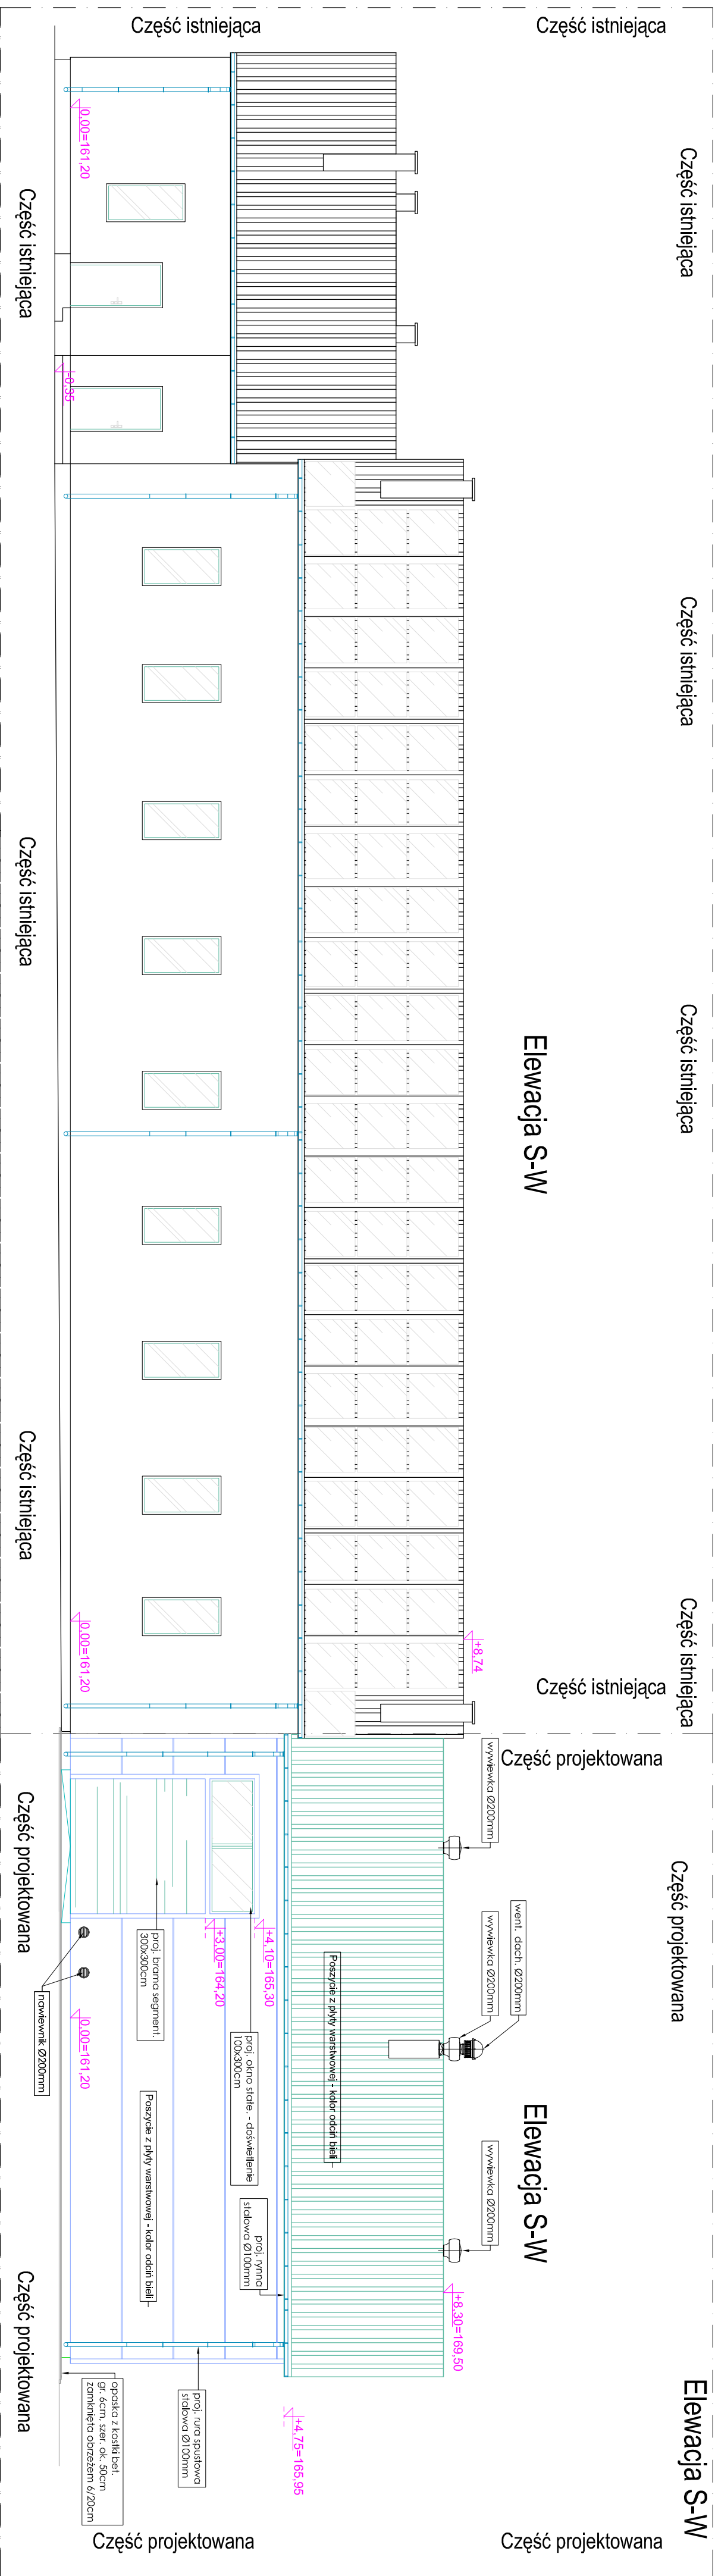 Elewacja S-W
Część istniejąca
Część istniejąca
Część istniejąca
Część istniejąca
Część projektowana
Część projektowana
Część istniejąca
Elewacja S-W
Część istniejąca
Część projektowana
Elewacja S-W
Część projektowana
went. dach. Ø200mm
wywiewka Ø200mm
wywiewka Ø200mm
wywiewka Ø200mm
+8,74
+8,30=169,50
Poszycie z płyty warstwowej - kolor odcień bieli
+4,75=165,95
+4,10=165,30
proj. okno stałe. - doświetlenie
100x300cm
proj. rynna
stalowa Ø100mm
+3,00=164,20
proj. brama segment.
300x300cm
Poszycie z płyty warstwowej - kolor odcień bieli
proj. rura spustowa
stalowa Ø100mm
Część istniejąca
0,00=161,20
-0,35
0,00=161,20
0,00=161,20
nawiewnik Ø200mm
opaska z kostki bet.
gr. 6cm, szer. ok. 50cm
zamknięta obrzeżem 6/20cm
Część projektowana
Część istniejąca
Część istniejąca
Część istniejąca
Część projektowana
Część projektowana